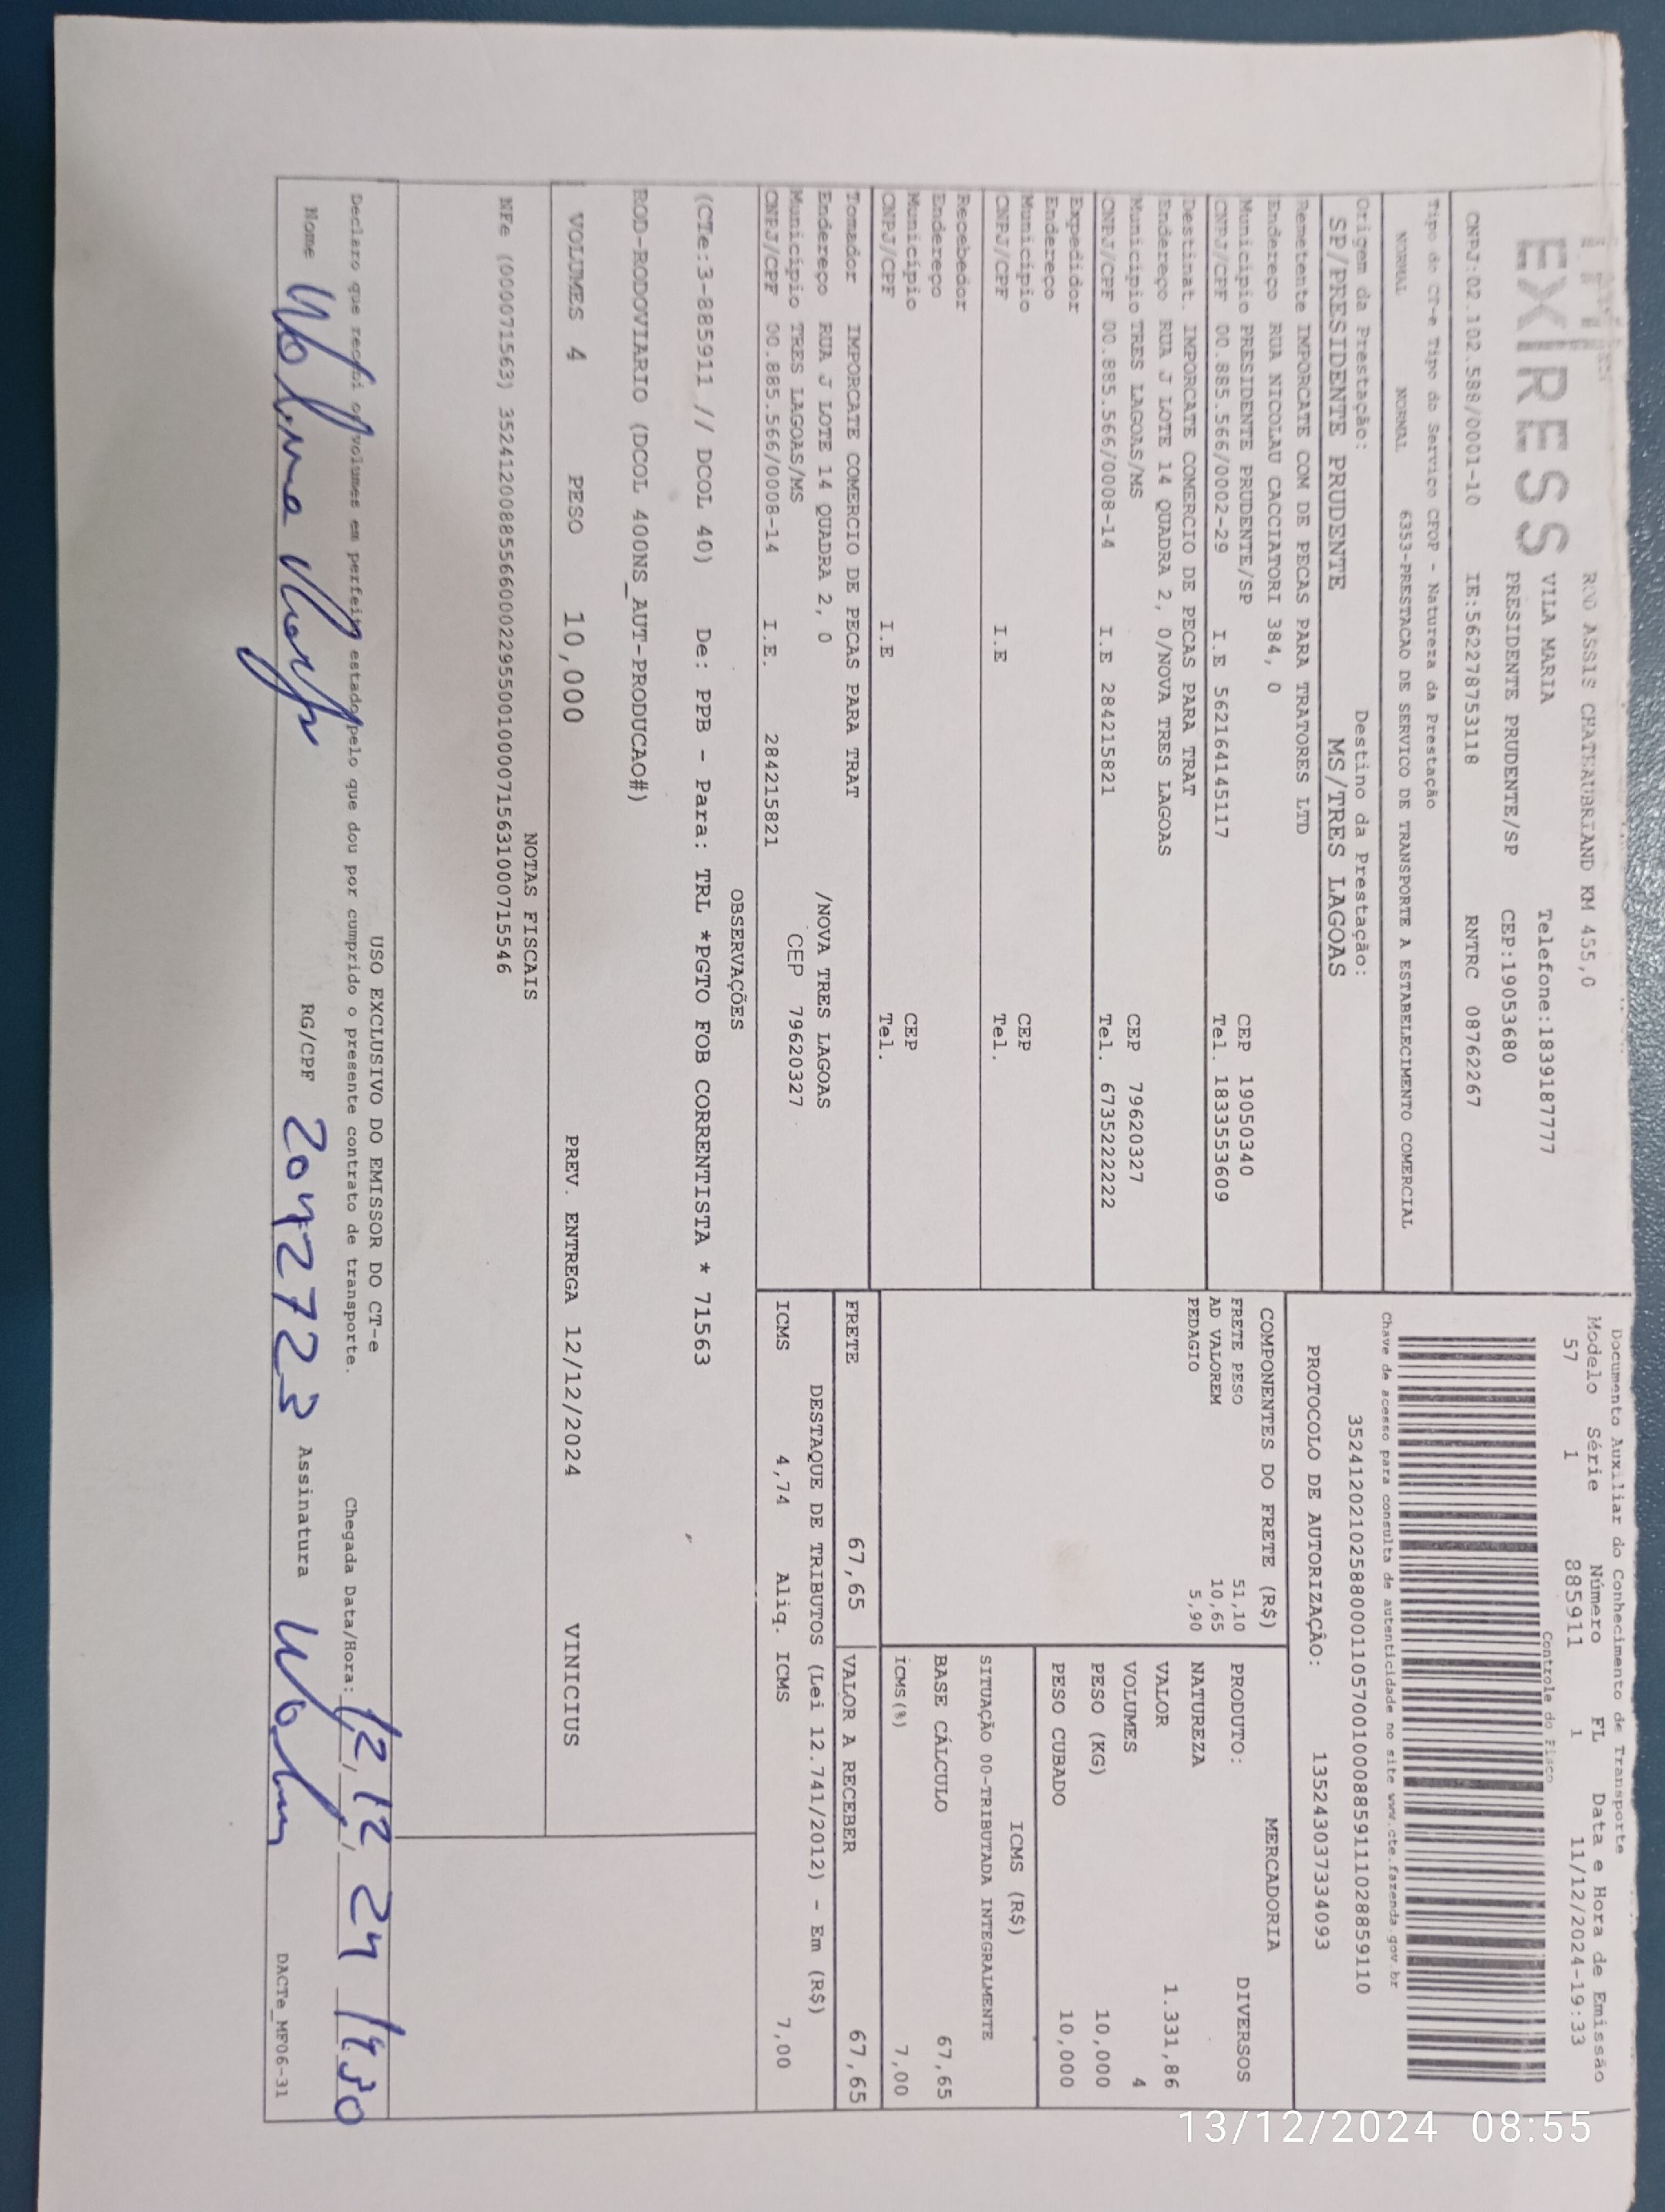 EXPRESS
ROD ASSIS CHATEAUBRIAND KM 455,0
VILA MARIA Telefone:1839187777
PRESIDENTE PRUDENTE/SP CEP:19053680
CNPJ:02.102.588/0001-10 IE:562278753118 RNTRC 08762267
Tipo do CT-e Tipo do Serviço CFOP - Natureza da Prestação
NORMAL NORMAL 6353-PRESTACAO DE SERVICO DE TRANSPORTE A ESTABELECIMENTO COMERCIAL
Origem da Prestação: Destino da Prestação:
SP/PRESIDENTE PRUDENTE MS/TRES LAGOAS
Remetente IMPORCATE COM DE PECAS PARA TRATORES LTD
Endereço RUA NICOLAU CACCIATORI 384, 0
Município PRESIDENTE PRUDENTE/SP CEP 19050340
CNPJ/CPF 00.885.566/0002-29 I.E 562164145117 Tel. 1833553609
Destinat. IMPORCATE COMERCIO DE PECAS PARA TRAT
Endereço RUA J LOTE 14 QUADRA 2, 0/NOVA TRES LAGOAS
Município TRES LAGOAS/MS CEP 79620327
CNPJ/CPF 00.885.566/0008-14 I.E 284215821 Tel. 6735222222
Expedidor
Endereço
Município CEP
CNPJ/CPF I.E Tel.
Recebedor
Endereço
Município CEP
CNPJ/CPF I.E Tel.
Tomador IMPORCATE COMERCIO DE PECAS PARA TRAT
Endereço RUA J LOTE 14 QUADRA 2, 0 /NOVA TRES LAGOAS
Município TRES LAGOAS/MS CEP 79620327
CNPJ/CPF 00.885.566/0008-14 I.E. 284215821
Documento Auxiliar do Conhecimento de Transporte
Modelo Série Número FL Data e Hora de Emissão
57 1 885911 1 11/12/2024-19:33
Controle do Fisco
Chave de acesso para consulta de autenticidade no site www.cte.fazenda.gov.br
35241202102588000110570010008859111028859110
PROTOCOLO DE AUTORIZAÇÃO: 135243037334093
COMPONENTES DO FRETE (R$)
FRETE PESO 51,10
AD VALOREM 10,65
PEDAGIO 5,90
MERCADORIA
PRODUTO: DIVERSOS
NATUREZA
VALOR 1.331,86
VOLUMES 4
PESO (KG) 10,000
PESO CUBADO 10,000
ICMS (R$)
SITUAÇÃO 00-TRIBUTADA INTEGRALMENTE
BASE CÁLCULO 67,65
ICMS(%) 7,00
FRETE 67,65 VALOR A RECEBER 67,65
DESTAQUE DE TRIBUTOS (Lei 12.741/2012) - Em (R$)
ICMS 4,74 Aliq. ICMS 7,00
OBSERVAÇÕES
(CTe:3-885911 // DCOL 40) De: PPB - Para: TRL *PGTO FOB CORRENTISTA * 71563
ROD-RODOVIARIO (DCOL 400NS_AUT-PRODUCAO#)
VOLUMES 4 PESO 10,000 PREV. ENTREGA 12/12/2024 VINICIUS
NOTAS FISCAIS
NFe (000071563) 35241200885566000229550010000715631000715546
USO EXCLUSIVO DO EMISSOR DO CT-e
Declaro que recebi os volumes em perfeito estado pelo que dou por cumprido o presente contrato de transporte. Chegada Data/Hora: 12, 12, 24 1930
Nome RG/CPF 20472723 Assinatura
DACTe_MF06-31
13/12/2024 08:55